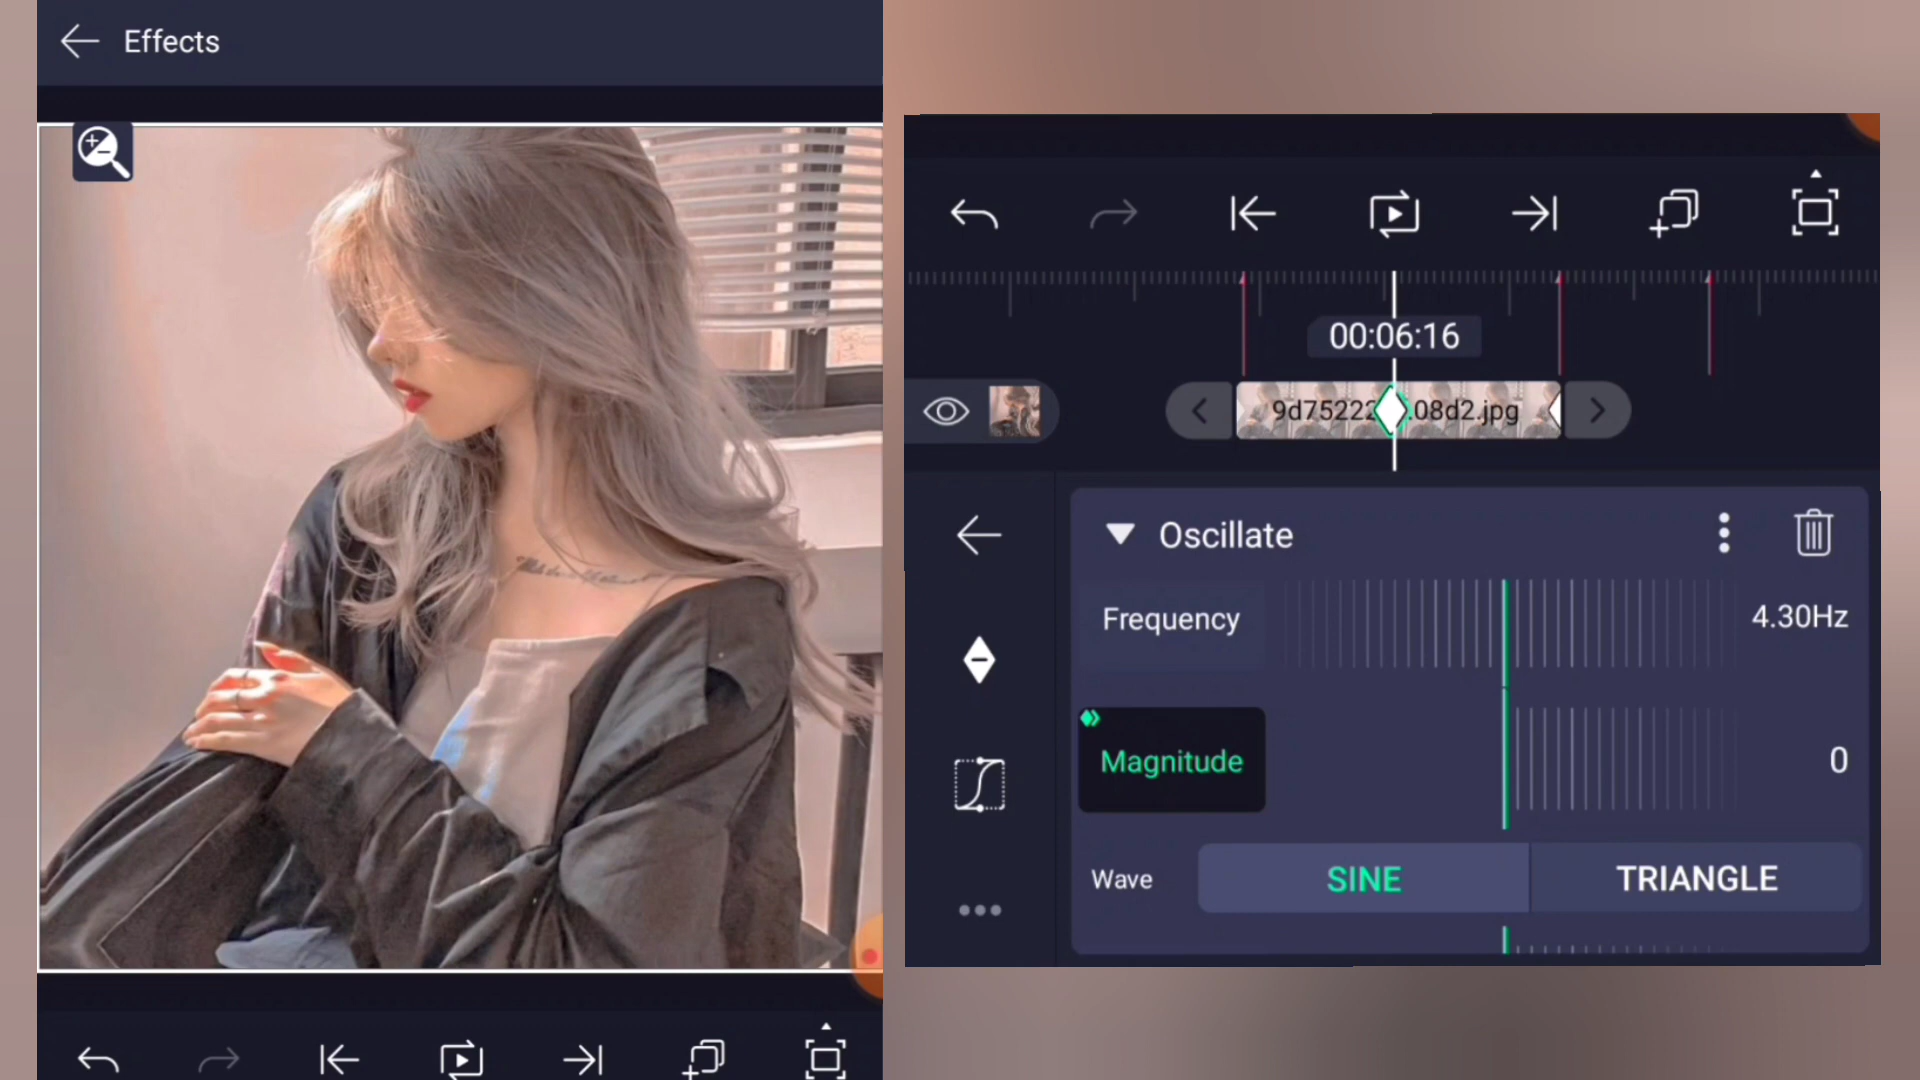 Effects
00:06:16
9d75222
.08d2.jpg
Oscillate
Frequency
4.30Hz
Magnitude
0
Wave
SINE
TRIANGLE